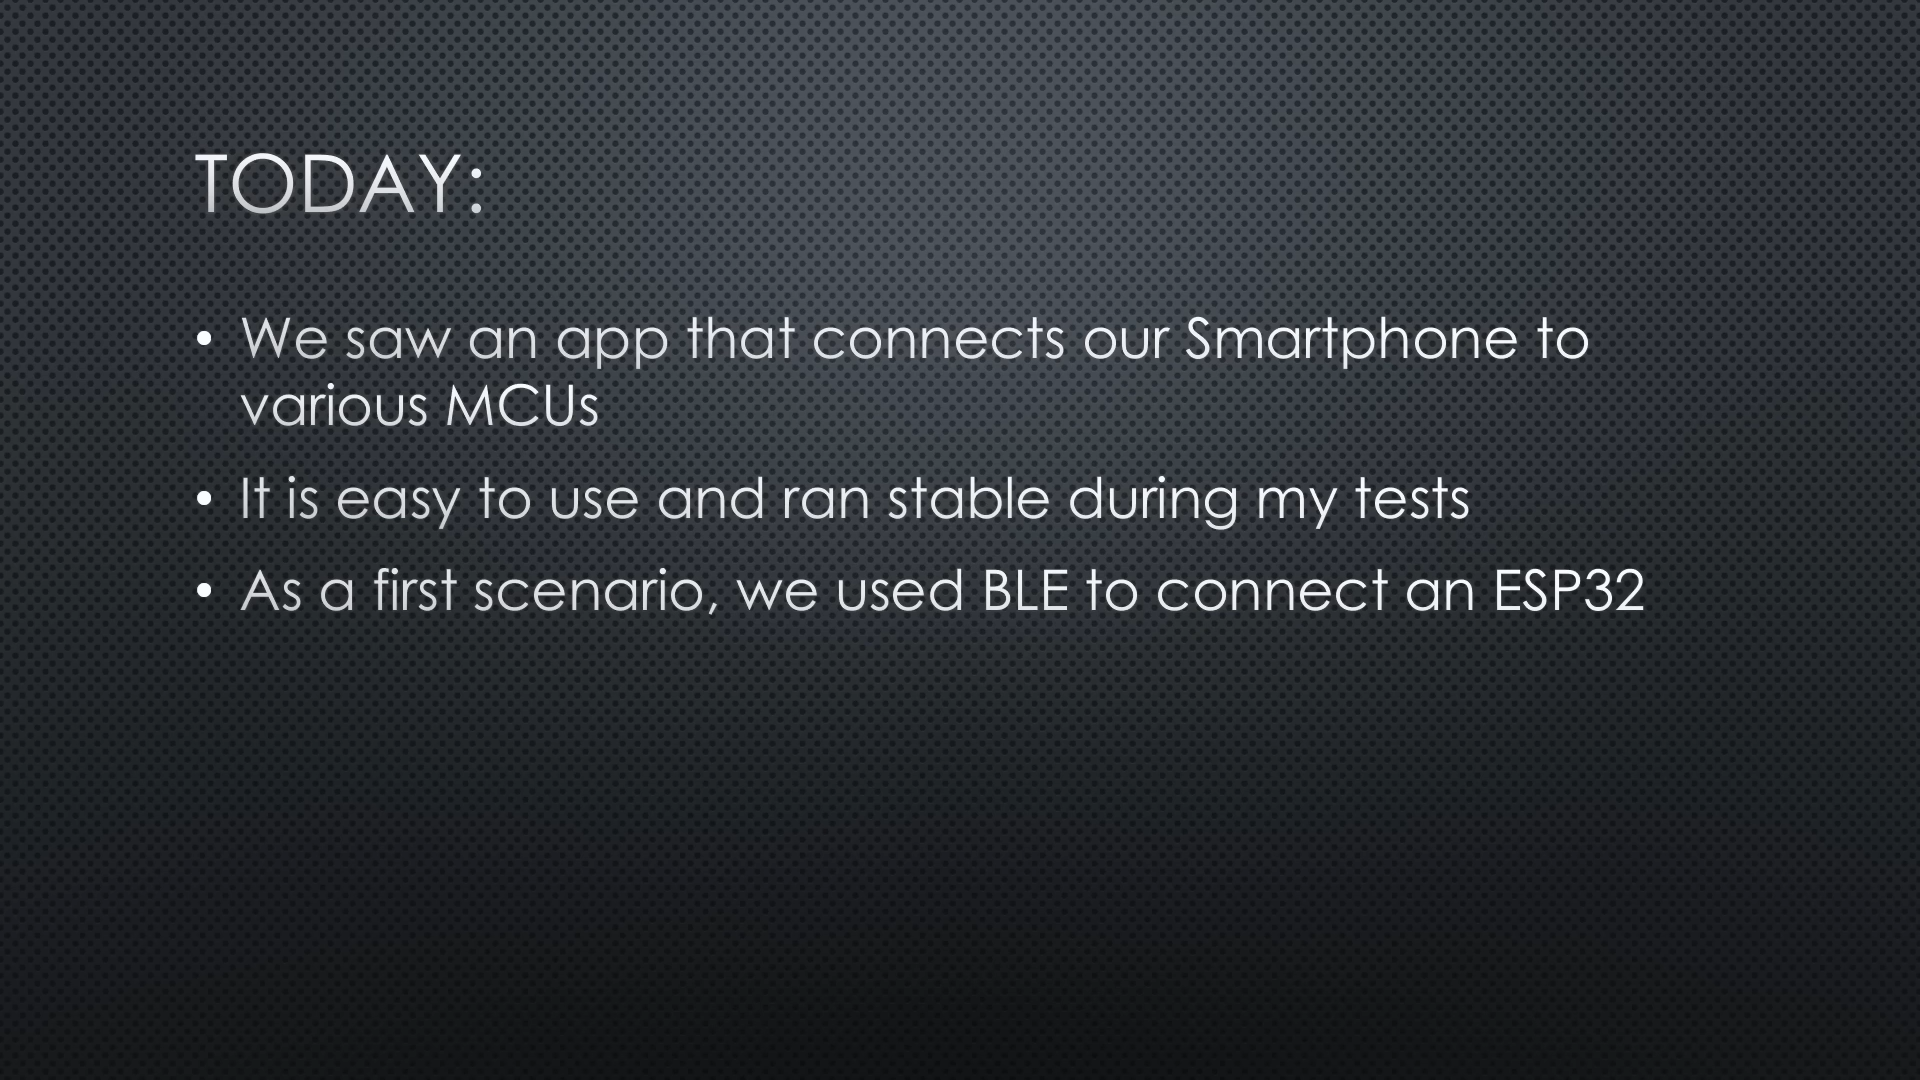 TODAY:
• We saw an app that connects our Smartphone to
various MCUs
• It is easy to use and ran stable during my tests
• As a first scenario, we used BLE to connect an ESP32